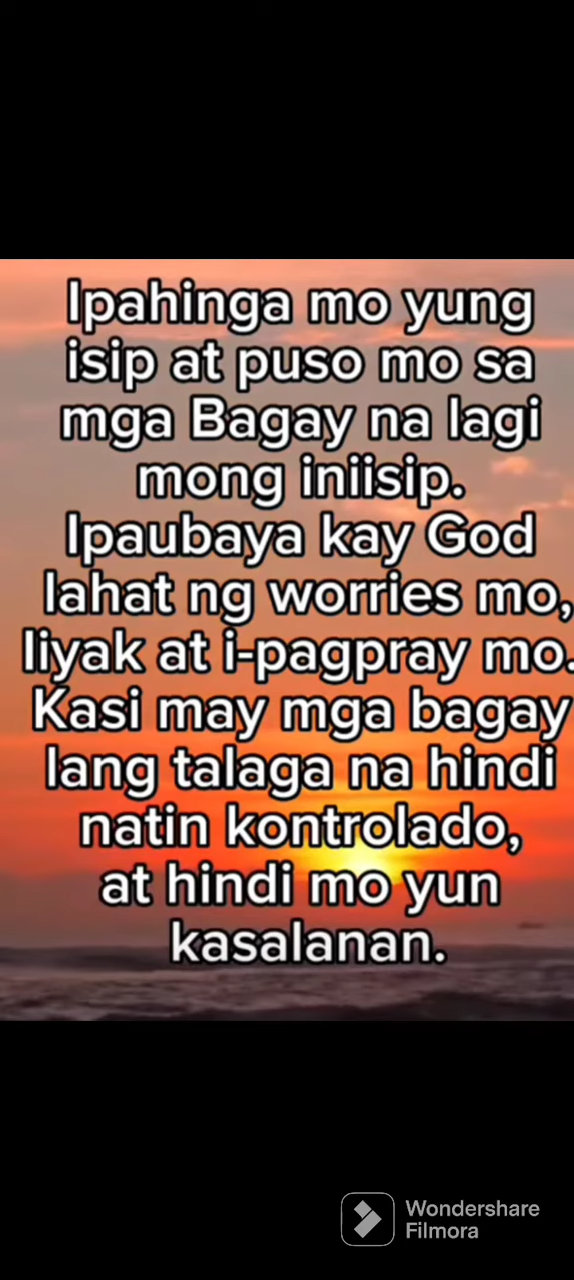 Ipahinga mo yung
isip at puso mo sa
mga Bagay na lagi
mong iniisip.
Ipaubaya kay God
lahat ng worries mo,
Iiyak at i-pagpray mo.
Kasi may mga bagay
lang talaga na hindi
natin kontrolado,
at hindi mo yun
kasalanan.
Wondershare
Filmora